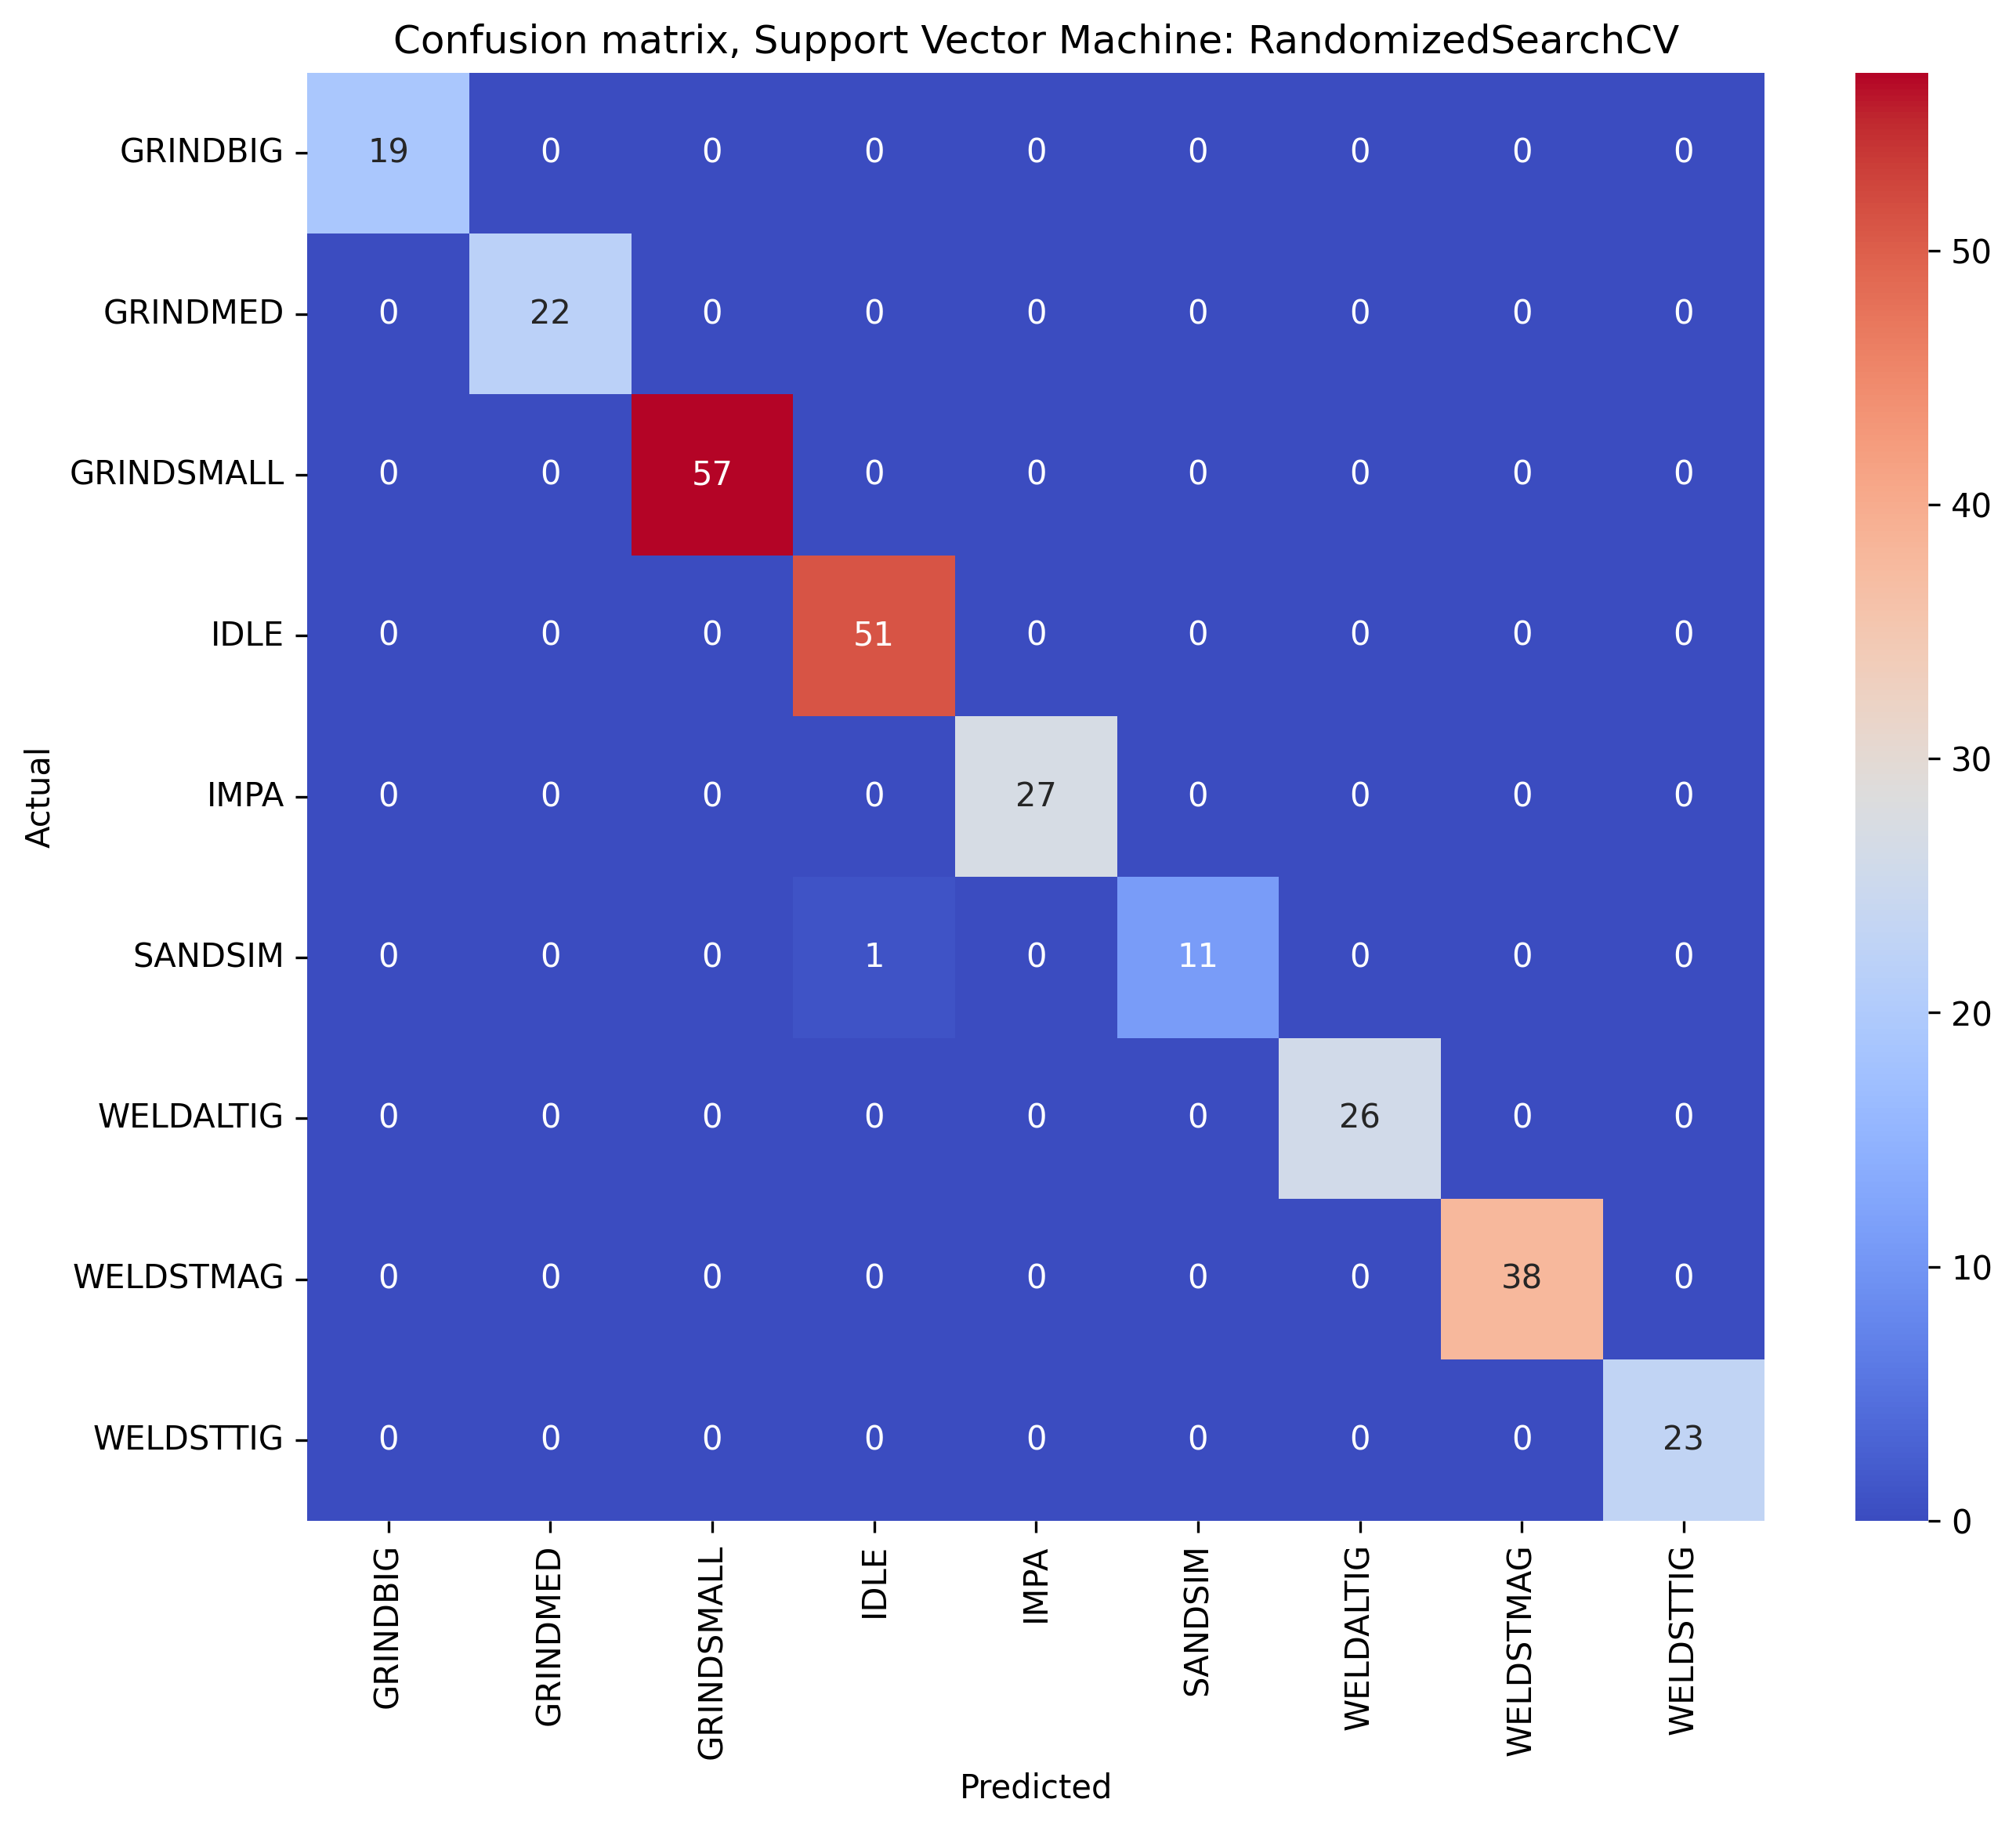 Confusion matrix, Support Vector Machine: RandomizedSearchCV
GRINDBIG 19 0 0 0 0 0 0 0 0
GRINDMED 0 22 0 0 0 0 0 0 0
GRINDSMALL 0 0 57 0 0 0 0 0 0
IDLE 0 0 0 51 0 0 0 0 0
IMPA 0 0 0 0 27 0 0 0 0
SANDSIM 0 0 0 1 0 11 0 0 0
WELDALTIG 0 0 0 0 0 0 26 0 0
WELDSTMAG 0 0 0 0 0 0 0 38 0
WELDSTTIG 0 0 0 0 0 0 0 0 23
Actual
GRINDBIG GRINDMED GRINDSMALL IDLE IMPA SANDSIM WELDALTIG WELDSTMAG WELDSTTIG
Predicted
50
40
30
20
10
0